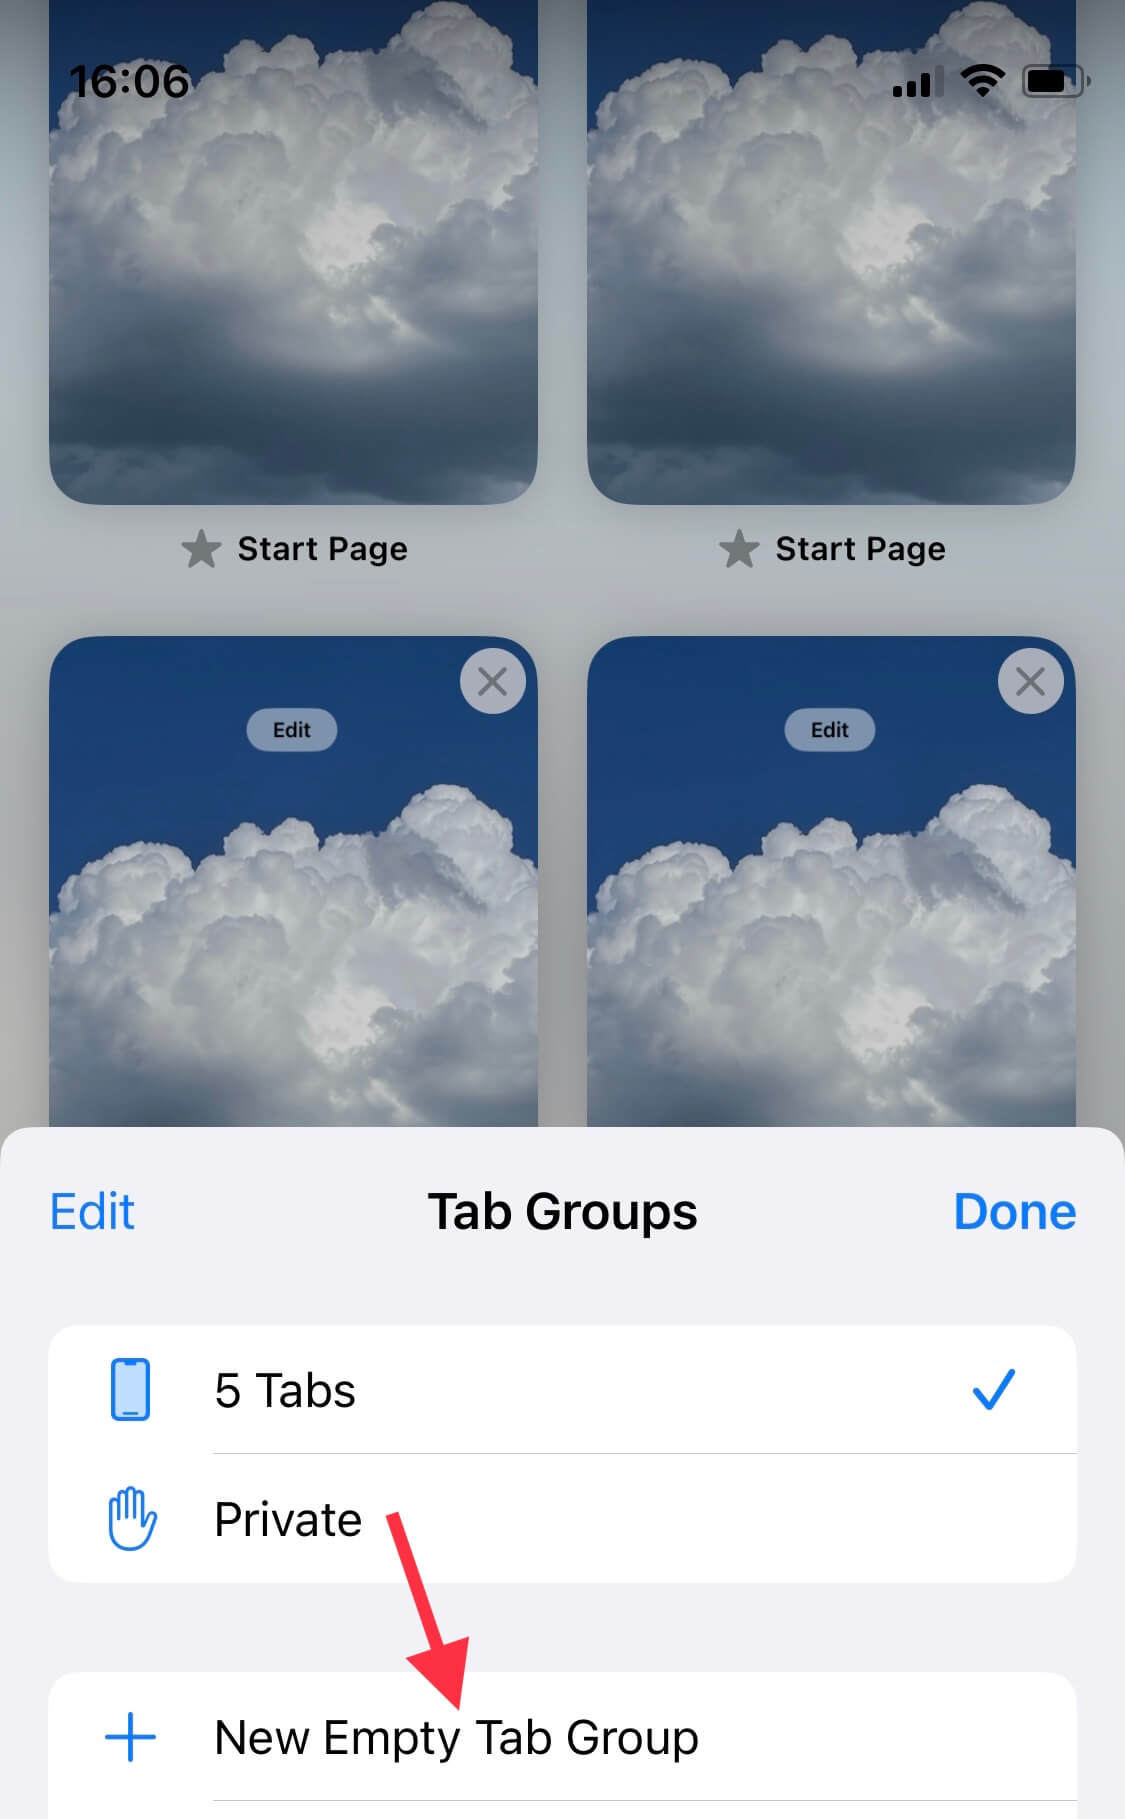 16:06
Start Page Start Page
Edit Edit
Edit Tab Groups Done
5 Tabs
Private
New Empty Tab Group